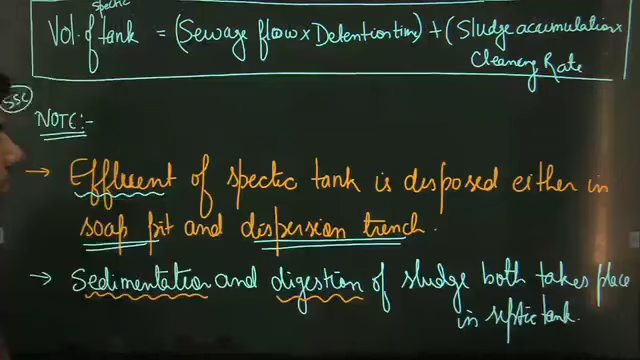 spectic
Vol. of tank = (Sewage flow x Detention time) + (Sludge accumulation x
Cleaning Rate
SSC
NOTE:-
→ Effluent of spectic tank is disposed either in
soap pit and dispersion trench.
→ Sedimentation and digestion of sludge both takes place
in septic tank.